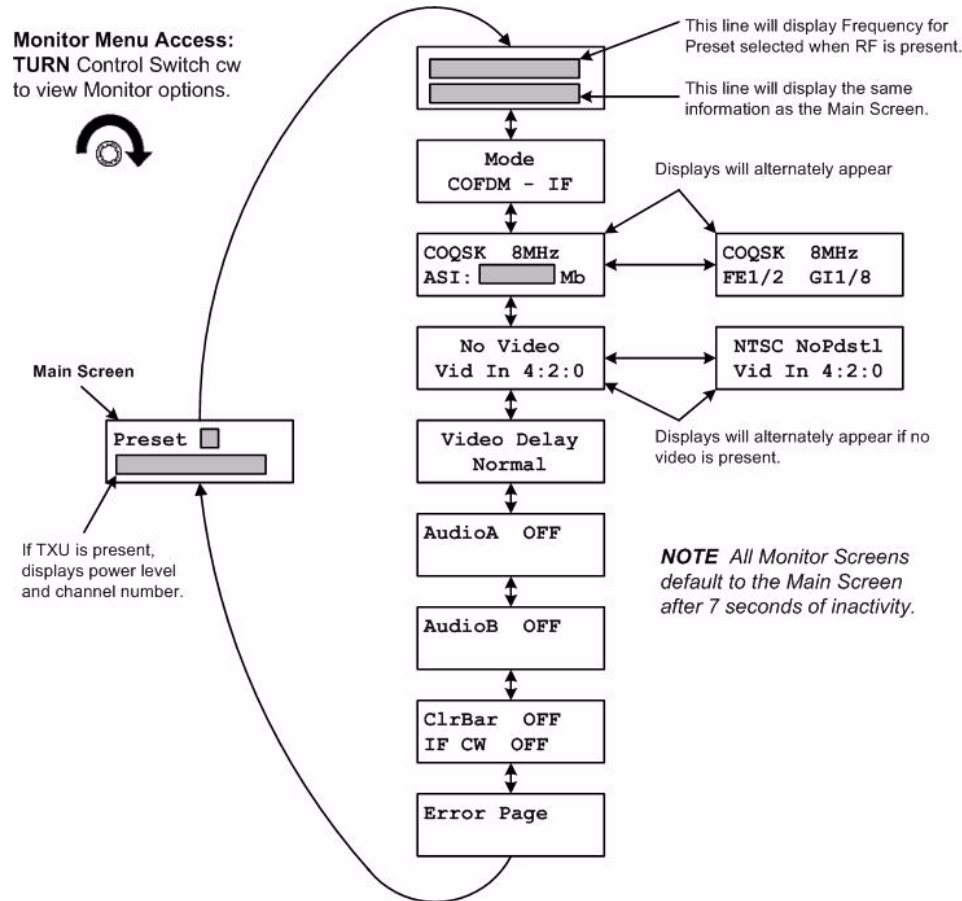 Monitor Menu Access:
TURN Control Switch cw
to view Monitor options.
This line will display Frequency for
Preset selected when RF is present.
This line will display the same
information as the Main Screen.
Mode
COFDM - IF
Displays will alternately appear
COQSK 8MHz
ASI: Mb
COQSK 8MHz
FE1/2 GI1/8
No Video
Vid In 4:2:0
NTSC NoPdstl
Vid In 4:2:0
Displays will alternately appear if no
video is present.
Main Screen
Preset
If TXU is present,
displays power level
and channel number.
Video Delay
Normal
AudioA OFF
AudioB OFF
NOTE All Monitor Screens
default to the Main Screen
after 7 seconds of inactivity.
ClrBar OFF
IF CW OFF
Error Page